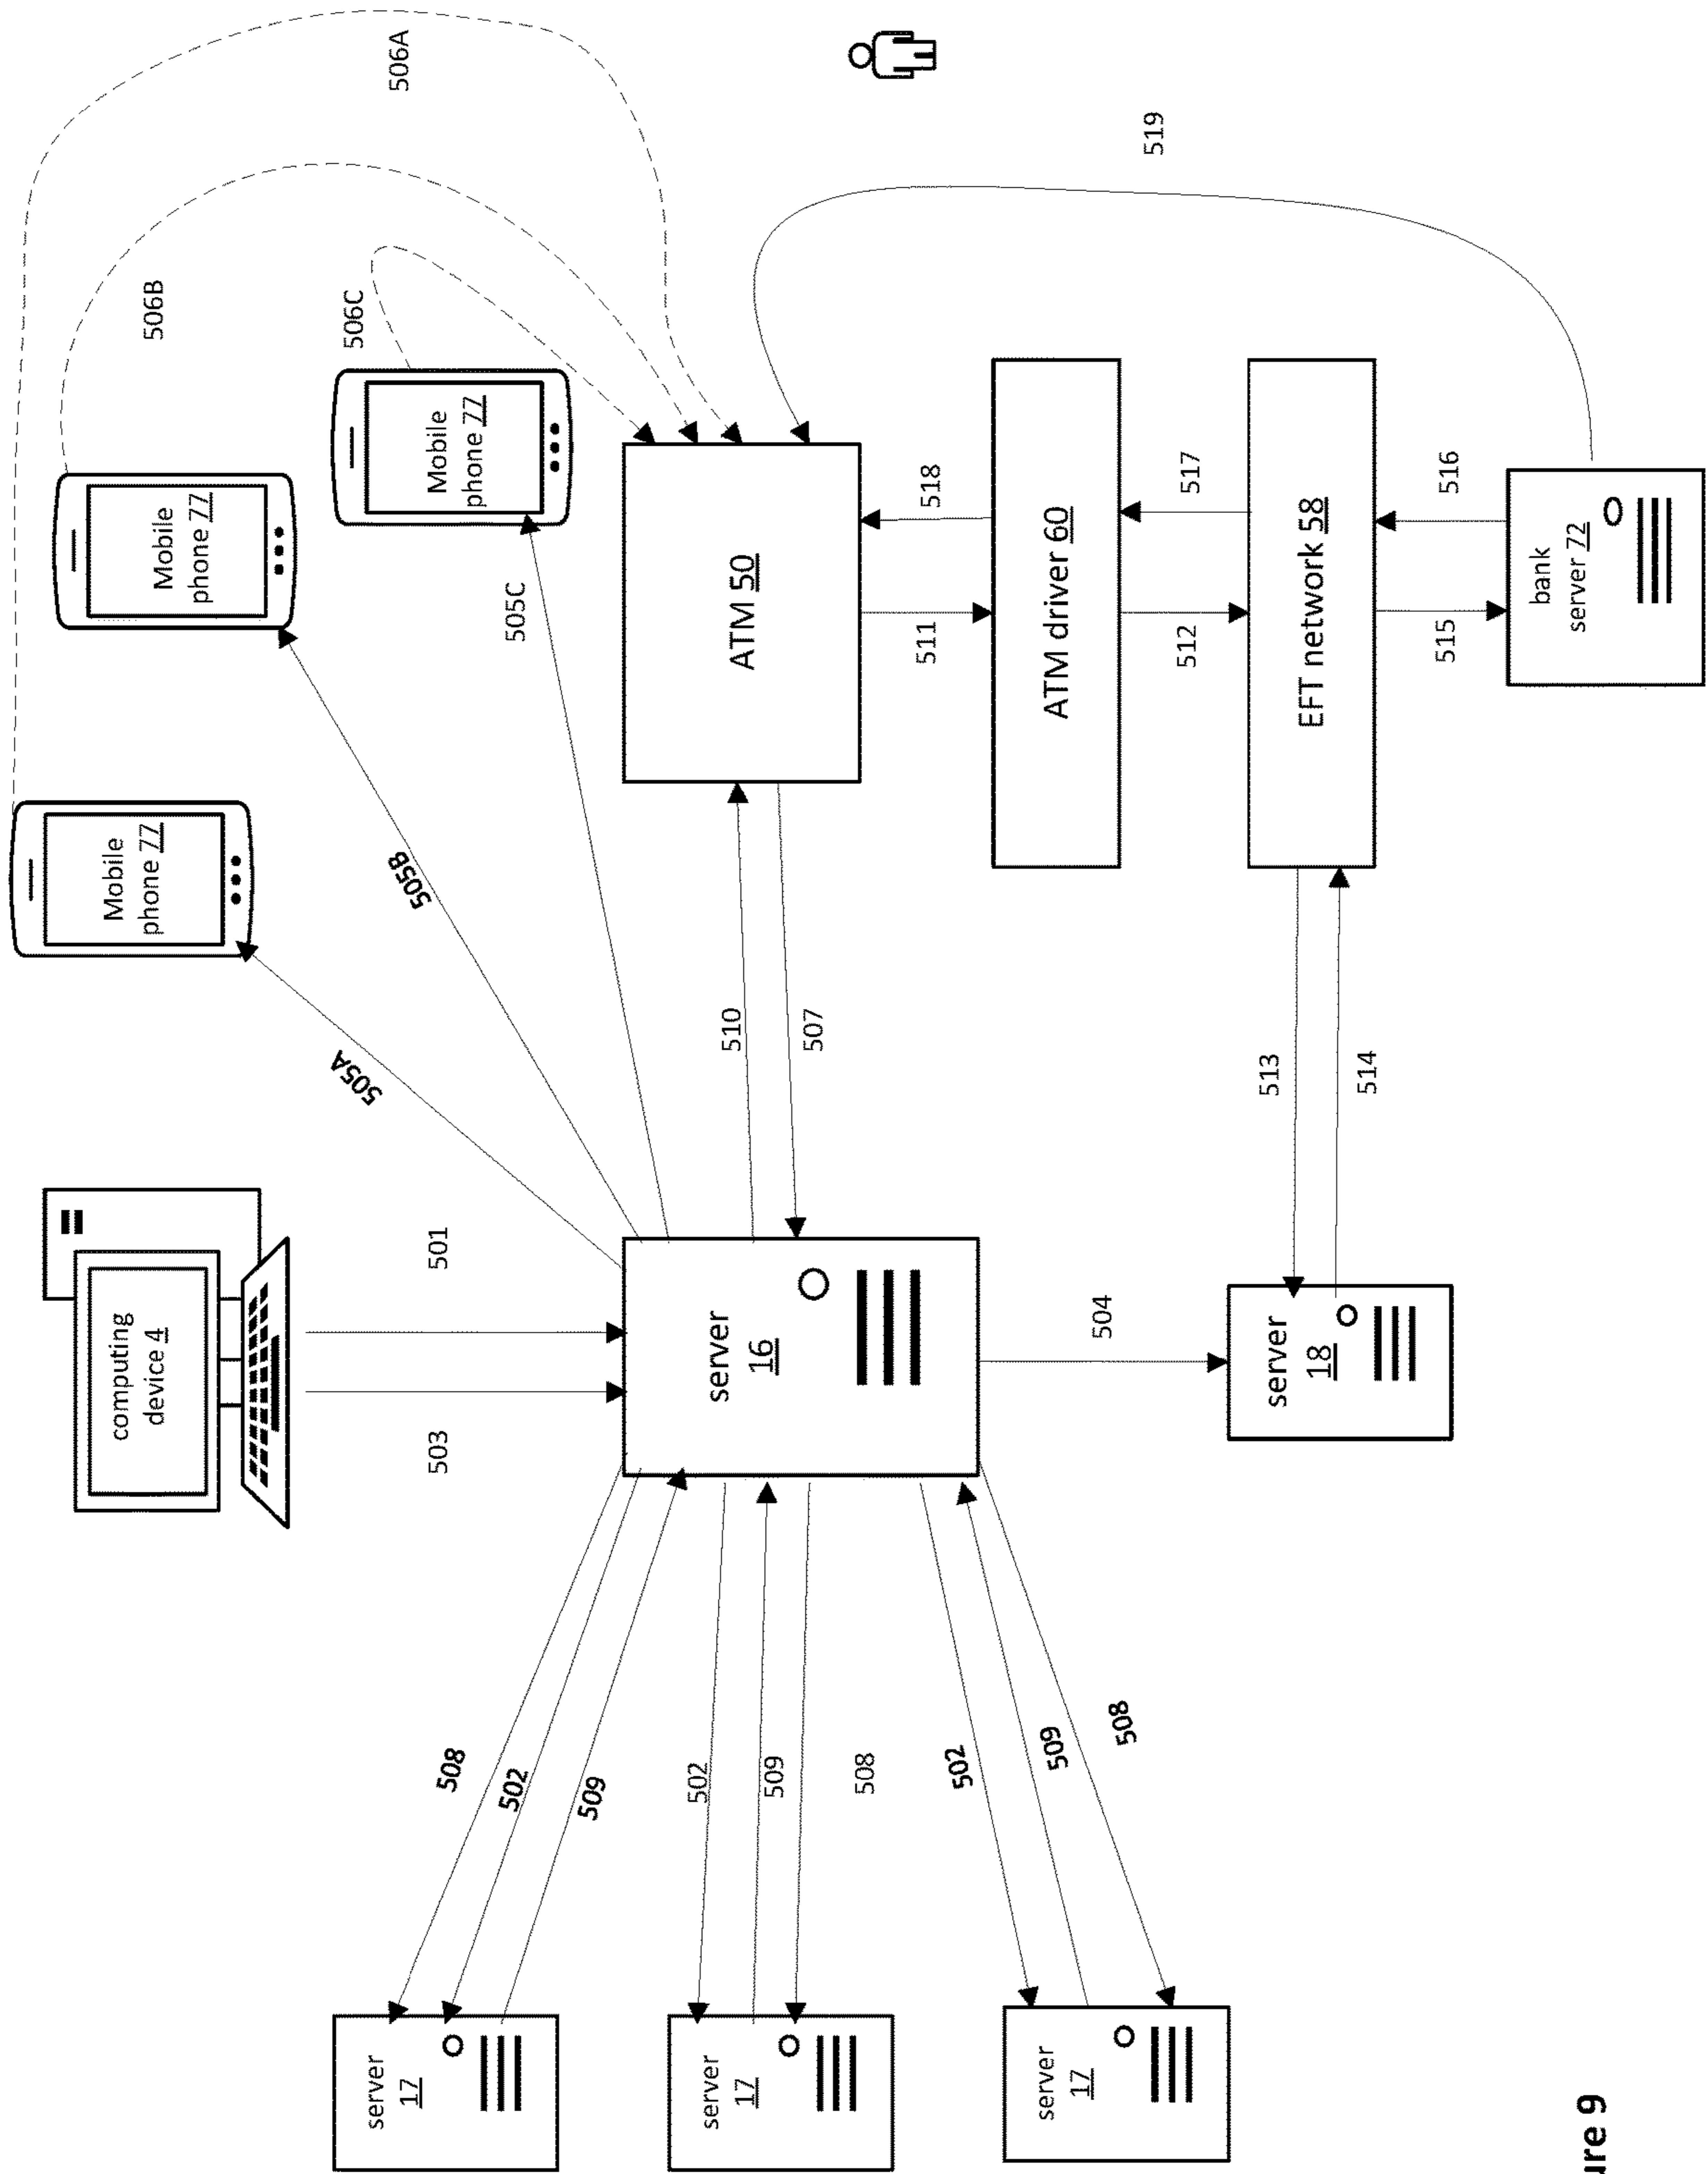 Mobile
phone 77
506B
Mobile
phone 77
506A
computing
device 4
505A
506C
503
501
505B
Mobile
phone 77
server
17
508
502
509
505C
server
17
502
509
508
server
16
510
507
ATM 50
511
518
server
17
502
509
508
504
ATM driver 60
512
517
519
server
18
513
514
EFT network 58
515
516
bank
server 72
ure 9